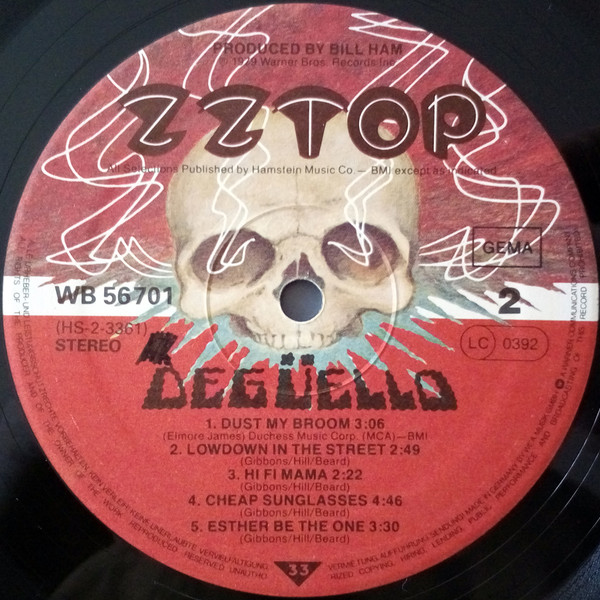 PRODUCED BY BILL HAM
℗ 1979 Warner Bros. Records Inc.
ZZ TOP
All Selections Published by Hamstein Music Co. — BMI except as indicated
GEMA
WB 56701
2
(HS-2-3361)
STEREO
LC 0392
DEGÜELLO
1. DUST MY BROOM 3:06
(Elmore James) Duchess Music Corp. (MCA)—BMI
2. LOWDOWN IN THE STREET 2:49
(Gibbons/Hill/Beard)
3. HI FI MAMA 2:22
(Gibbons/Hill/Beard)
4. CHEAP SUNGLASSES 4:46
(Gibbons/Hill/Beard)
5. ESTHER BE THE ONE 3:30
(Gibbons/Hill/Beard)
33